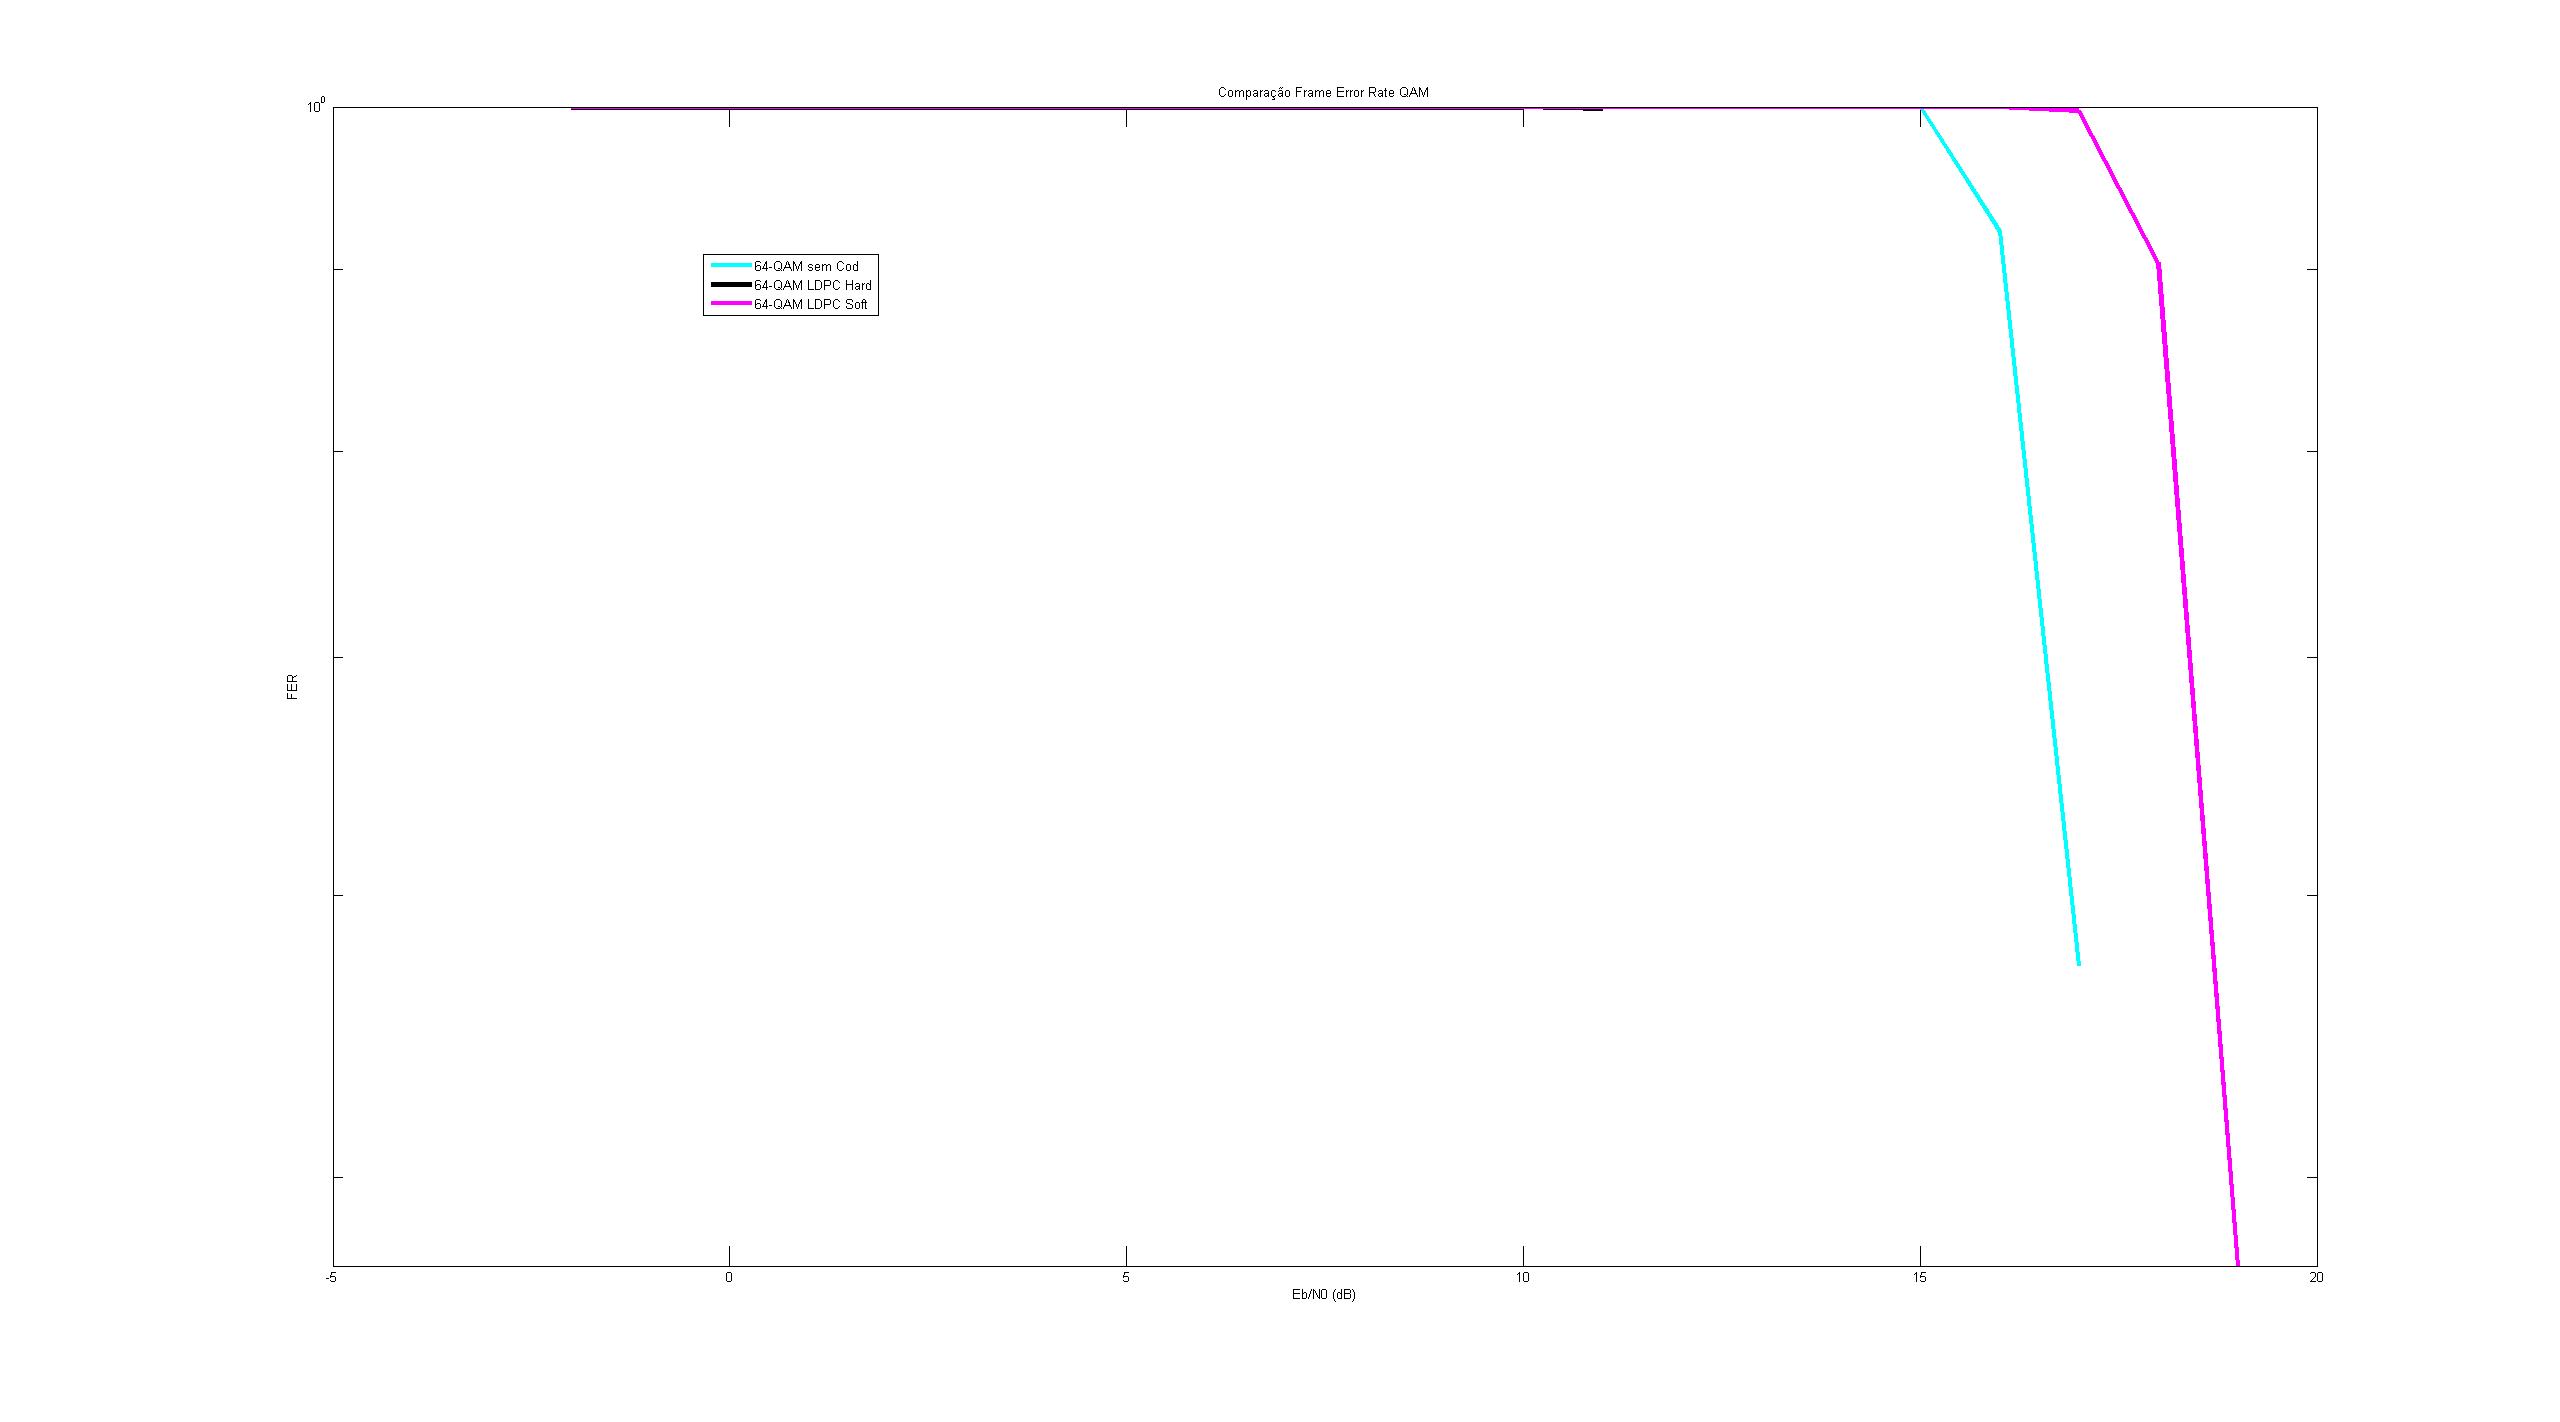 Comparação Frame Error Rate QAM
10^0
64-QAM sem Cod
64-QAM LDPC Hard
64-QAM LDPC Soft
FER
-5 0 5 10 15 20
Eb/N0 (dB)